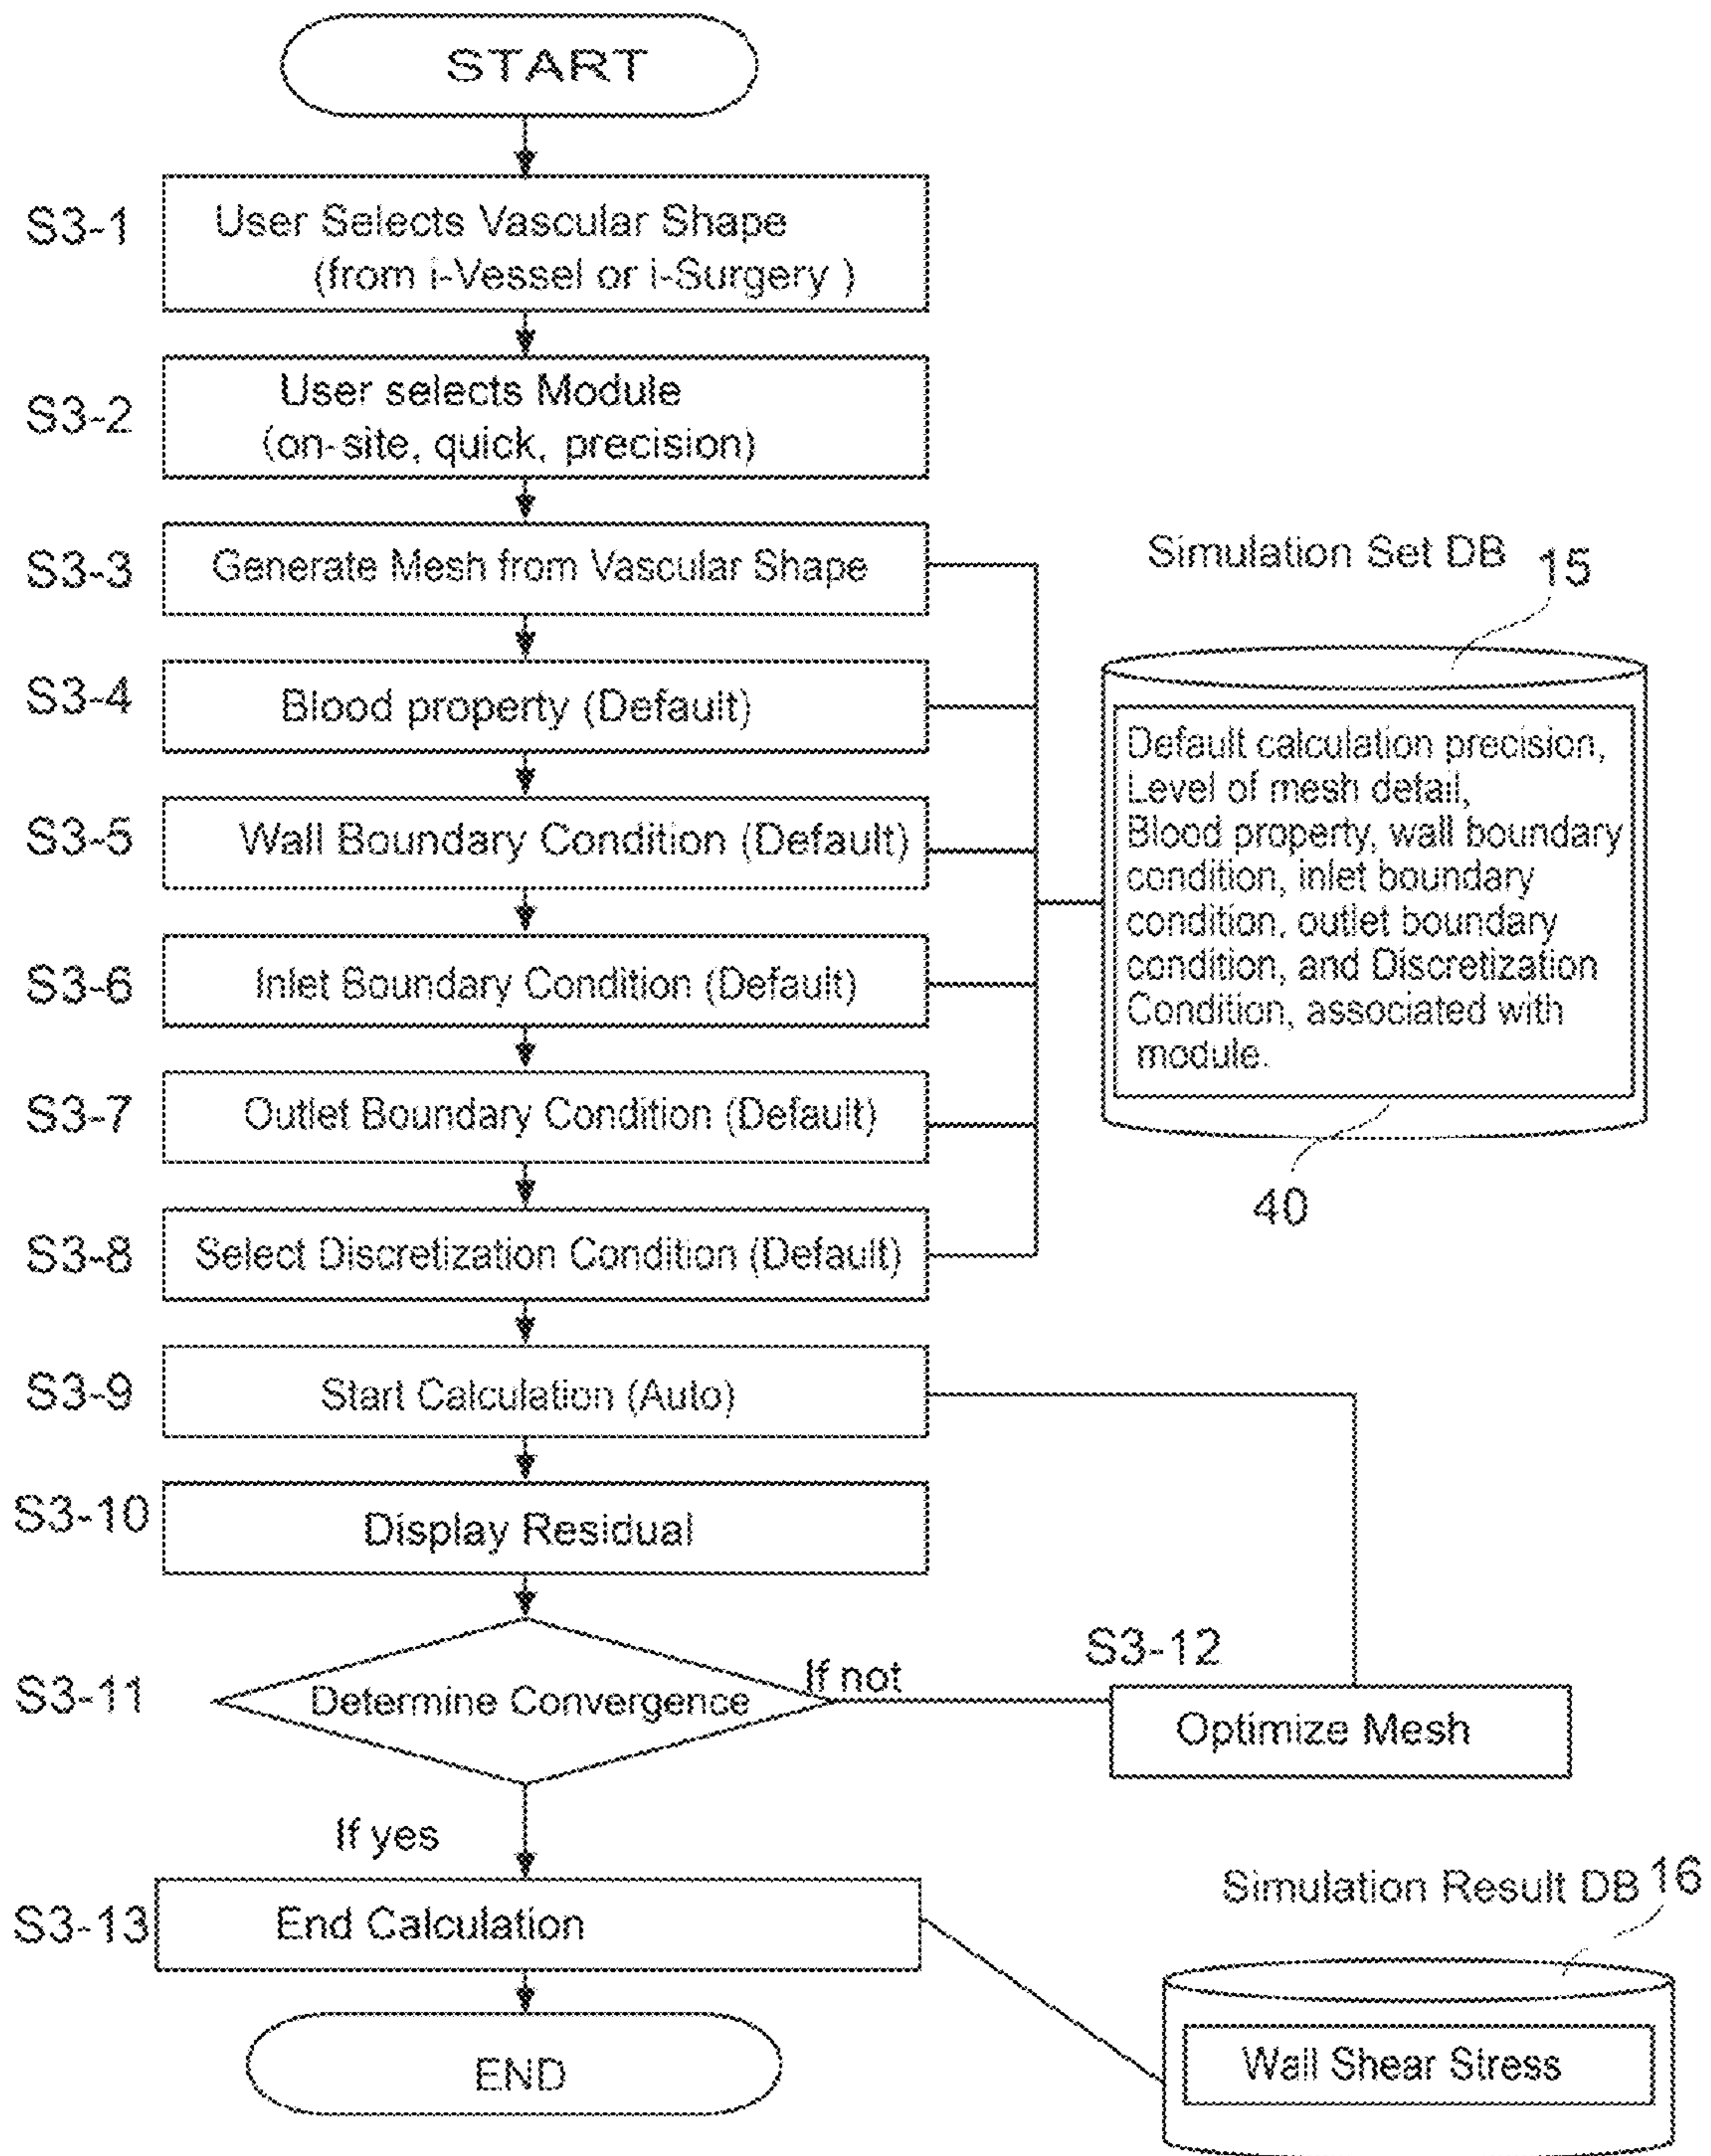 START
S3-1
User Selects Vascular Shape
(from i-Vessel or i-Surgery )
S3-2
User selects Module
(on-site, quick, precision)
S3-3
Generate Mesh from Vascular Shape
Simulation Set DB 15
S3-4
Blood property (Default)
Default calculation precision,
Level of mesh detail,
Blood property, wall boundary
condition, inlet boundary
condition, outlet boundary
condition, and Discretization
Condition, associated with
module.
40
S3-5
Wall Boundary Condition (Default)
S3-6
Inlet Boundary Condition (Default)
S3-7
Outlet Boundary Condition (Default)
S3-8
Select Discretization Condition (Default)
S3-9
Start Calculation (Auto)
S3-10
Display Residual
S3-11
Determine Convergence
If not
S3-12
Optimize Mesh
If yes
S3-13
End Calculation
Simulation Result DB 16
Wall Shear Stress
END